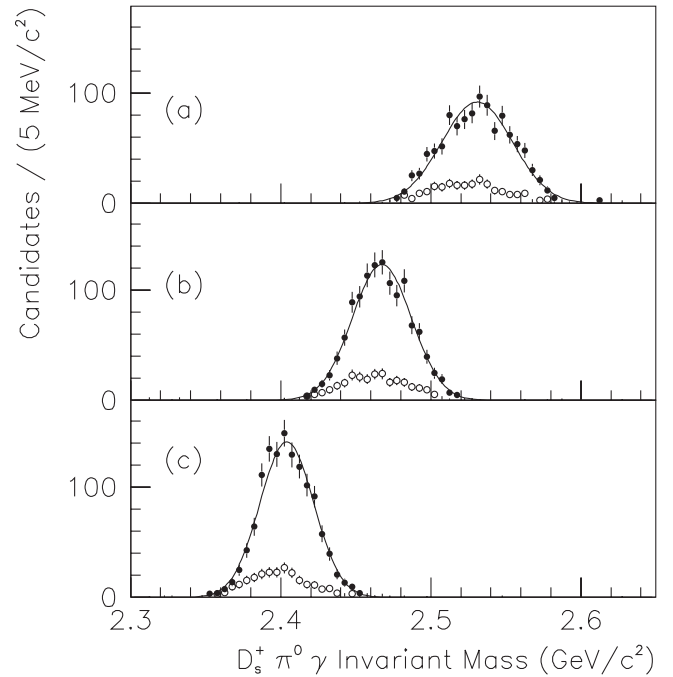 Candidates / (5 MeV/c²)
100
(a)
0
100
(b)
0
100
(c)
0
2.3 2.4 2.5 2.6
Dₛ⁺ π⁰ γ Invariant Mass (GeV/c²)